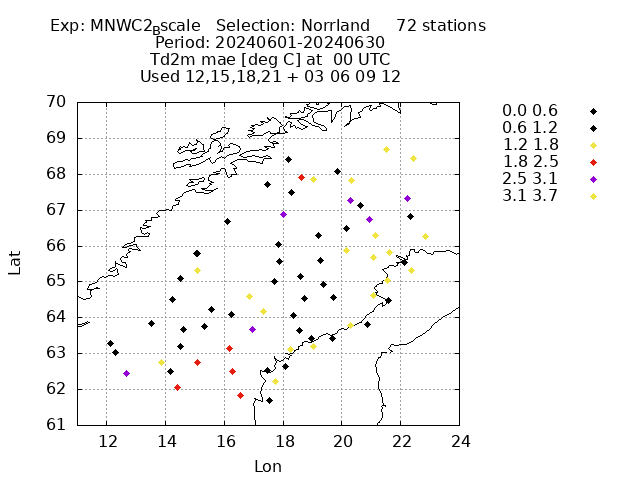 Exp: MNWC2_Bscale   Selection: Norrland     72 stations
Period: 20240601-20240630
Td2m mae [deg C] at  00 UTC
Used 12,15,18,21 + 03 06 09 12
70
69
68
67
66
65
64
63
62
61
Lat
12 14 16 18 20 22 24
Lon
0.0 0.6
0.6 1.2
1.2 1.8
1.8 2.5
2.5 3.1
3.1 3.7